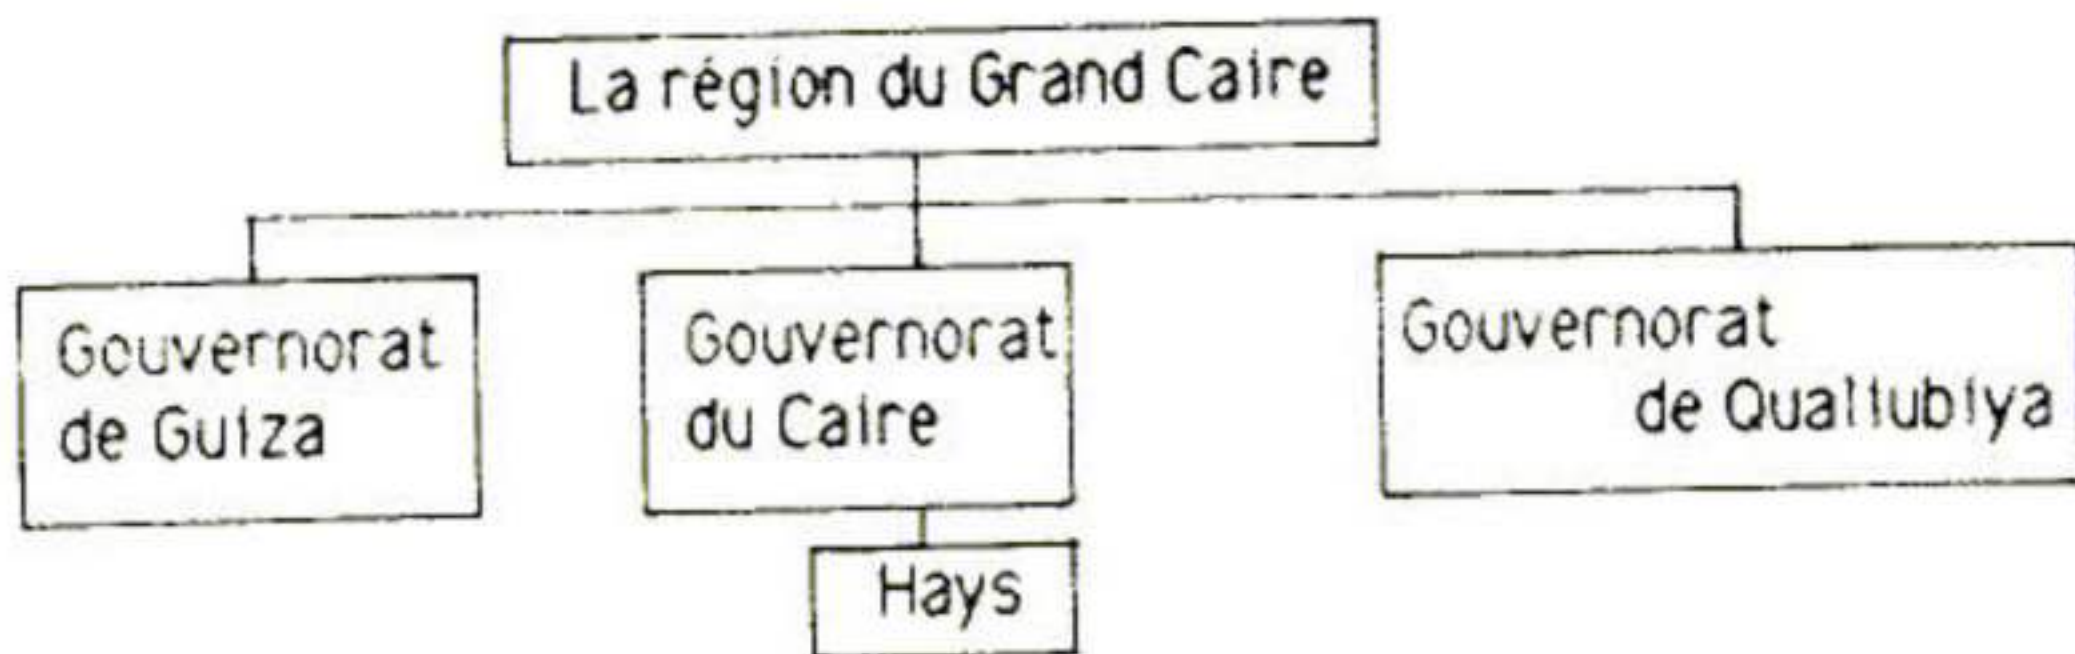 La région du Grand Caire
Gouvernorat
de Guiza
Gouvernorat
du Caire
Gouvernorat
de Quallubiya
Hays